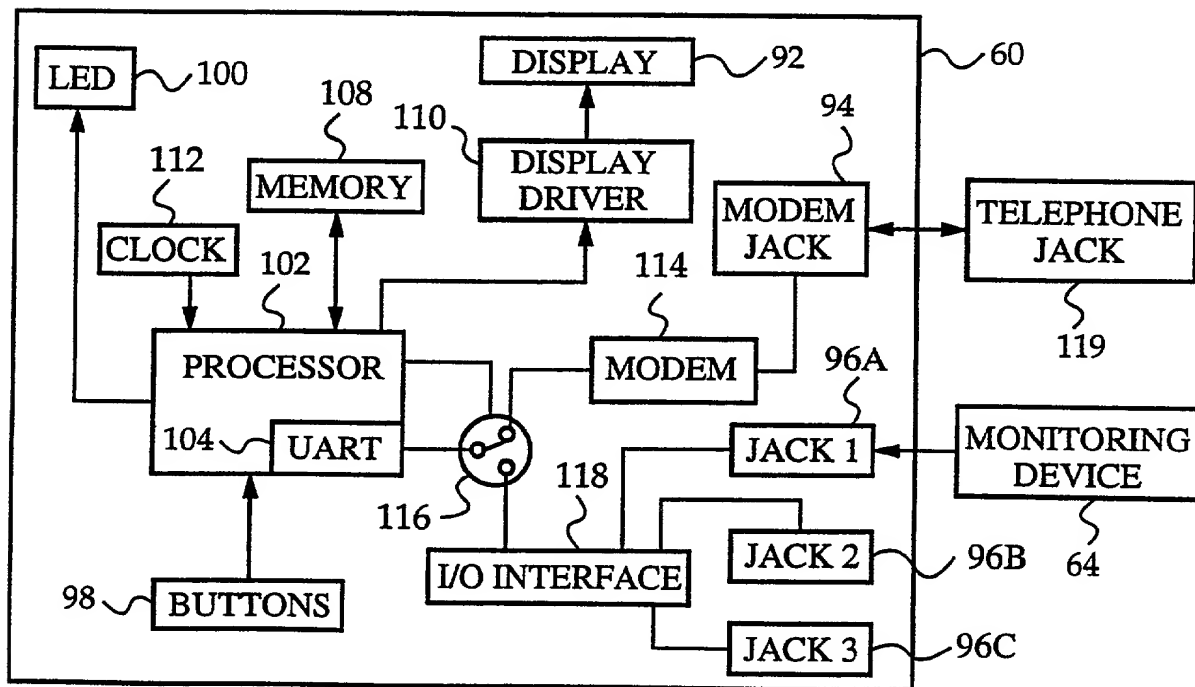 LED
100
DISPLAY
92
60
108
110
94
112
MEMORY
DISPLAY
DRIVER
MODEM
JACK
TELEPHONE
JACK
CLOCK
102
114
119
PROCESSOR
MODEM
96A
104
UART
JACK 1
MONITORING
DEVICE
116
118
I/O INTERFACE
JACK 2
96B
64
98
BUTTONS
JACK 3
96C